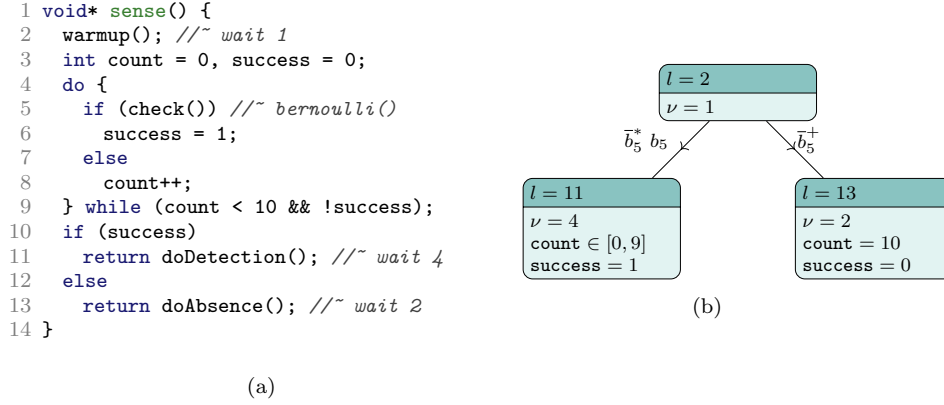 1 void* sense() {
2 warmup(); //~ wait 1
3 int count = 0, success = 0;
4 do {
5 if (check()) //~ bernoulli()
6 success = 1;
7 else
8 count++;
9 } while (count < 10 && !success);
10 if (success)
11 return doDetection(); //~ wait 4
12 else
13 return doAbsence(); //~ wait 2
14 }
(a)
l = 2
ν = 1
b̅₅* b₅
b̅₅⁺
l = 11
ν = 4
count ∈ [0, 9]
success = 1
l = 13
ν = 2
count = 10
success = 0
(b)